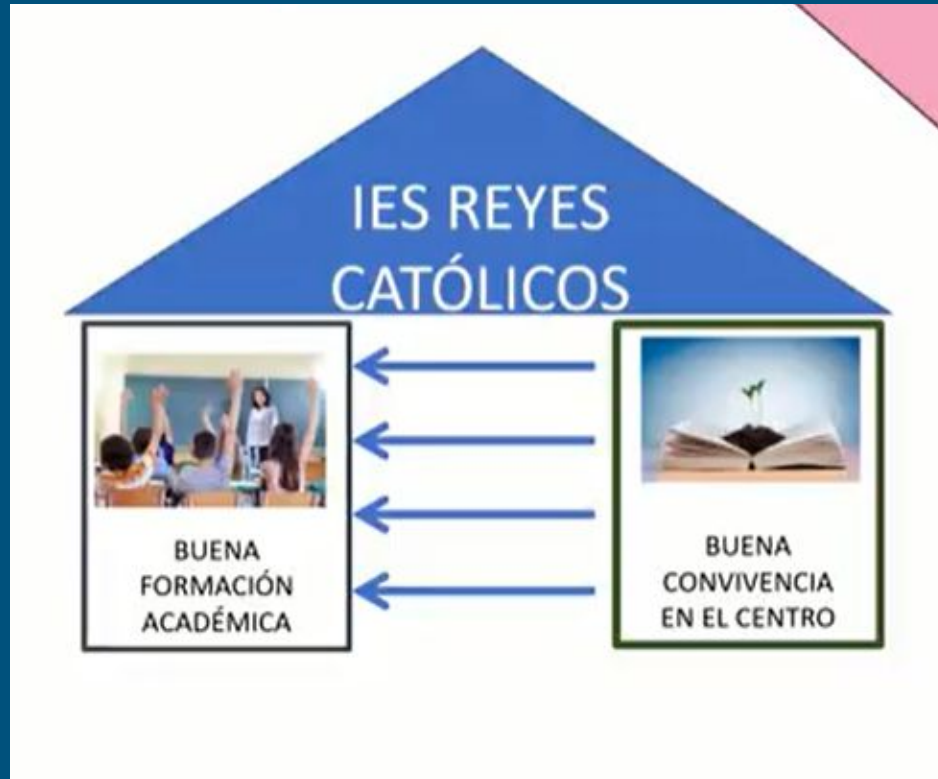 IES REYES
CATÓLICOS
BUENA
FORMACIÓN
ACADÉMICA
BUENA
CONVIVENCIA
EN EL CENTRO